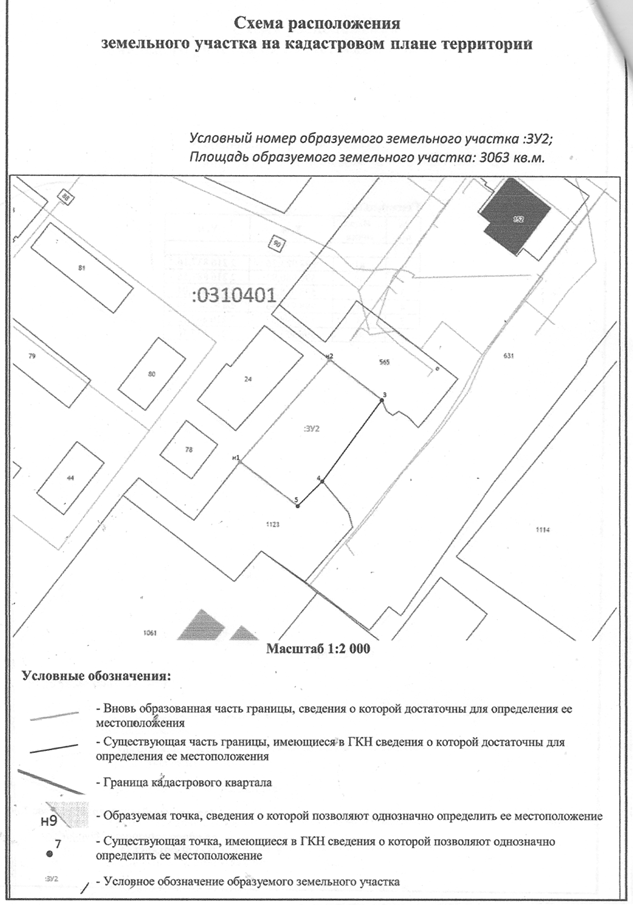 Схема расположения
земельного участка на кадастровом плане территории
Условный номер образуемого земельного участка :ЗУ2;
Площадь образуемого земельного участка: 3063 кв.м.
88
152
90
81
:0310401
79
н2
565
631
80
24
3
:ЗУ2
78
н1
44
4
5
1123
1114
1061
Масштаб 1:2 000
Условные обозначения:
- Вновь образованная часть границы, сведения о которой достаточны для определения ее
местоположения
- Существующая часть границы, имеющиеся в ГКН сведения о которой достаточны для
определения ее местоположения
- Граница кадастрового квартала
н9
- Образуемая точка, сведения о которой позволяют однозначно определить ее местоположение
7
- Существующая точка, имеющиеся в ГКН сведения о которой позволяют однозначно
определить ее местоположение
:ЗУ2
- Условное обозначение образуемого земельного участка